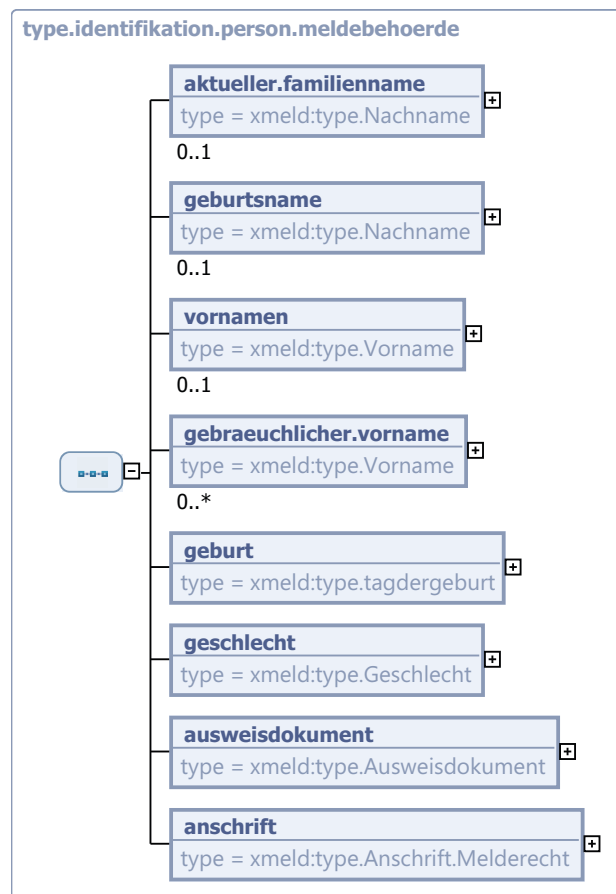 type.identifikation.person.meldebehoerde
aktueller.familienname
type = xmeld:type.Nachname
0..1
geburtsname
type = xmeld:type.Nachname
0..1
vornamen
type = xmeld:type.Vorname
0..1
gebraeuchlicher.vorname
type = xmeld:type.Vorname
0..*
geburt
type = xmeld:type.tagdergeburt
geschlecht
type = xmeld:type.Geschlecht
ausweisdokument
type = xmeld:type.Ausweisdokument
anschrift
type = xmeld:type.Anschrift.Melderecht